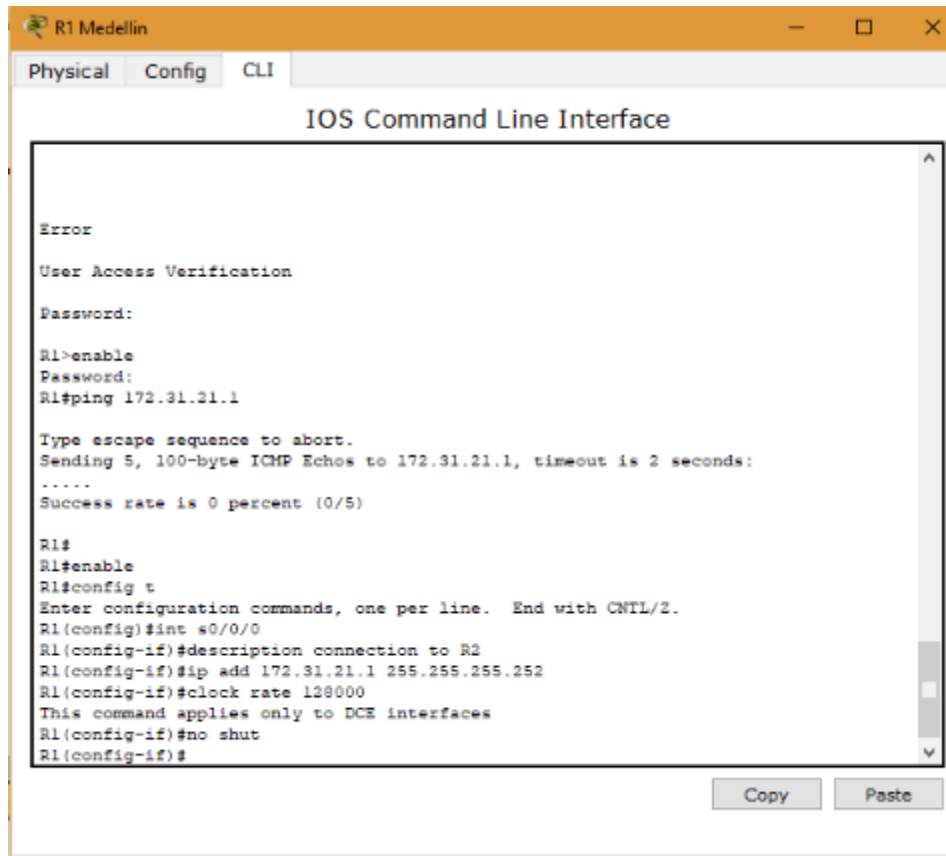 R1 Medellin
Physical Config CLI
IOS Command Line Interface
Error
User Access Verification
Password:
R1>enable
Password:
R1#ping 172.31.21.1
Type escape sequence to abort.
Sending 5, 100-byte ICMP Echos to 172.31.21.1, timeout is 2 seconds:
.....
Success rate is 0 percent (0/5)
R1#
R1#enable
R1#config t
Enter configuration commands, one per line.  End with CNTL/Z.
R1(config)#int s0/0/0
R1(config-if)#description connection to R2
R1(config-if)#ip add 172.31.21.1 255.255.255.252
R1(config-if)#clock rate 128000
This command applies only to DCE interfaces
R1(config-if)#no shut
R1(config-if)#
Copy Paste